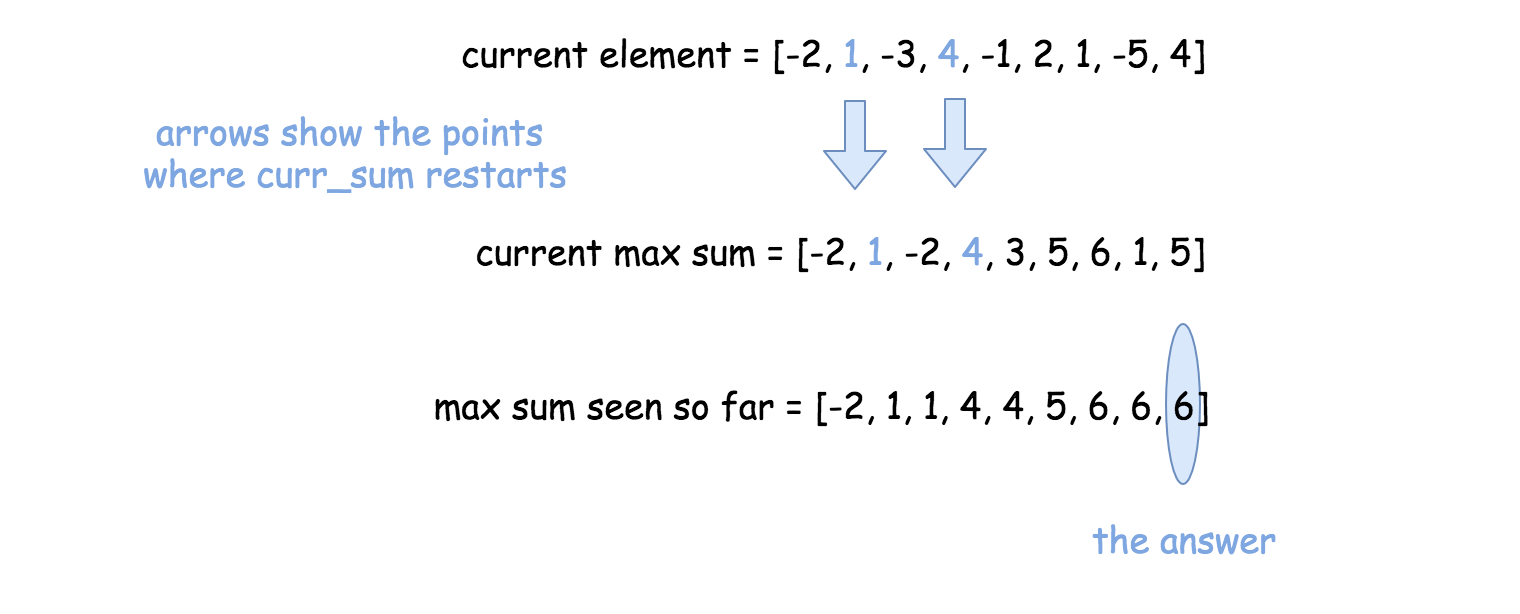 current element = [-2, 1, -3, 4, -1, 2, 1, -5, 4]
arrows show the points
where curr_sum restarts
current max sum = [-2, 1, -2, 4, 3, 5, 6, 1, 5]
max sum seen so far = [-2, 1, 1, 4, 4, 5, 6, 6, 6]
the answer